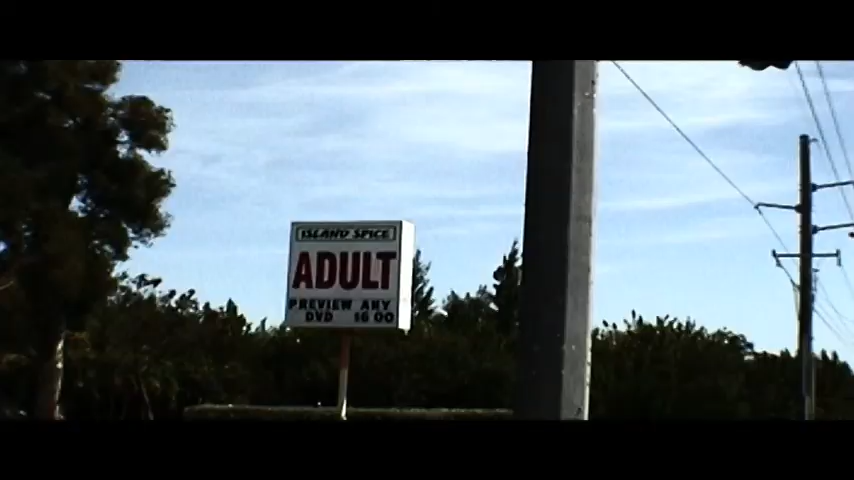 ISLAND SPICE
ADULT
PREVIEW ANY
DVD $6 00